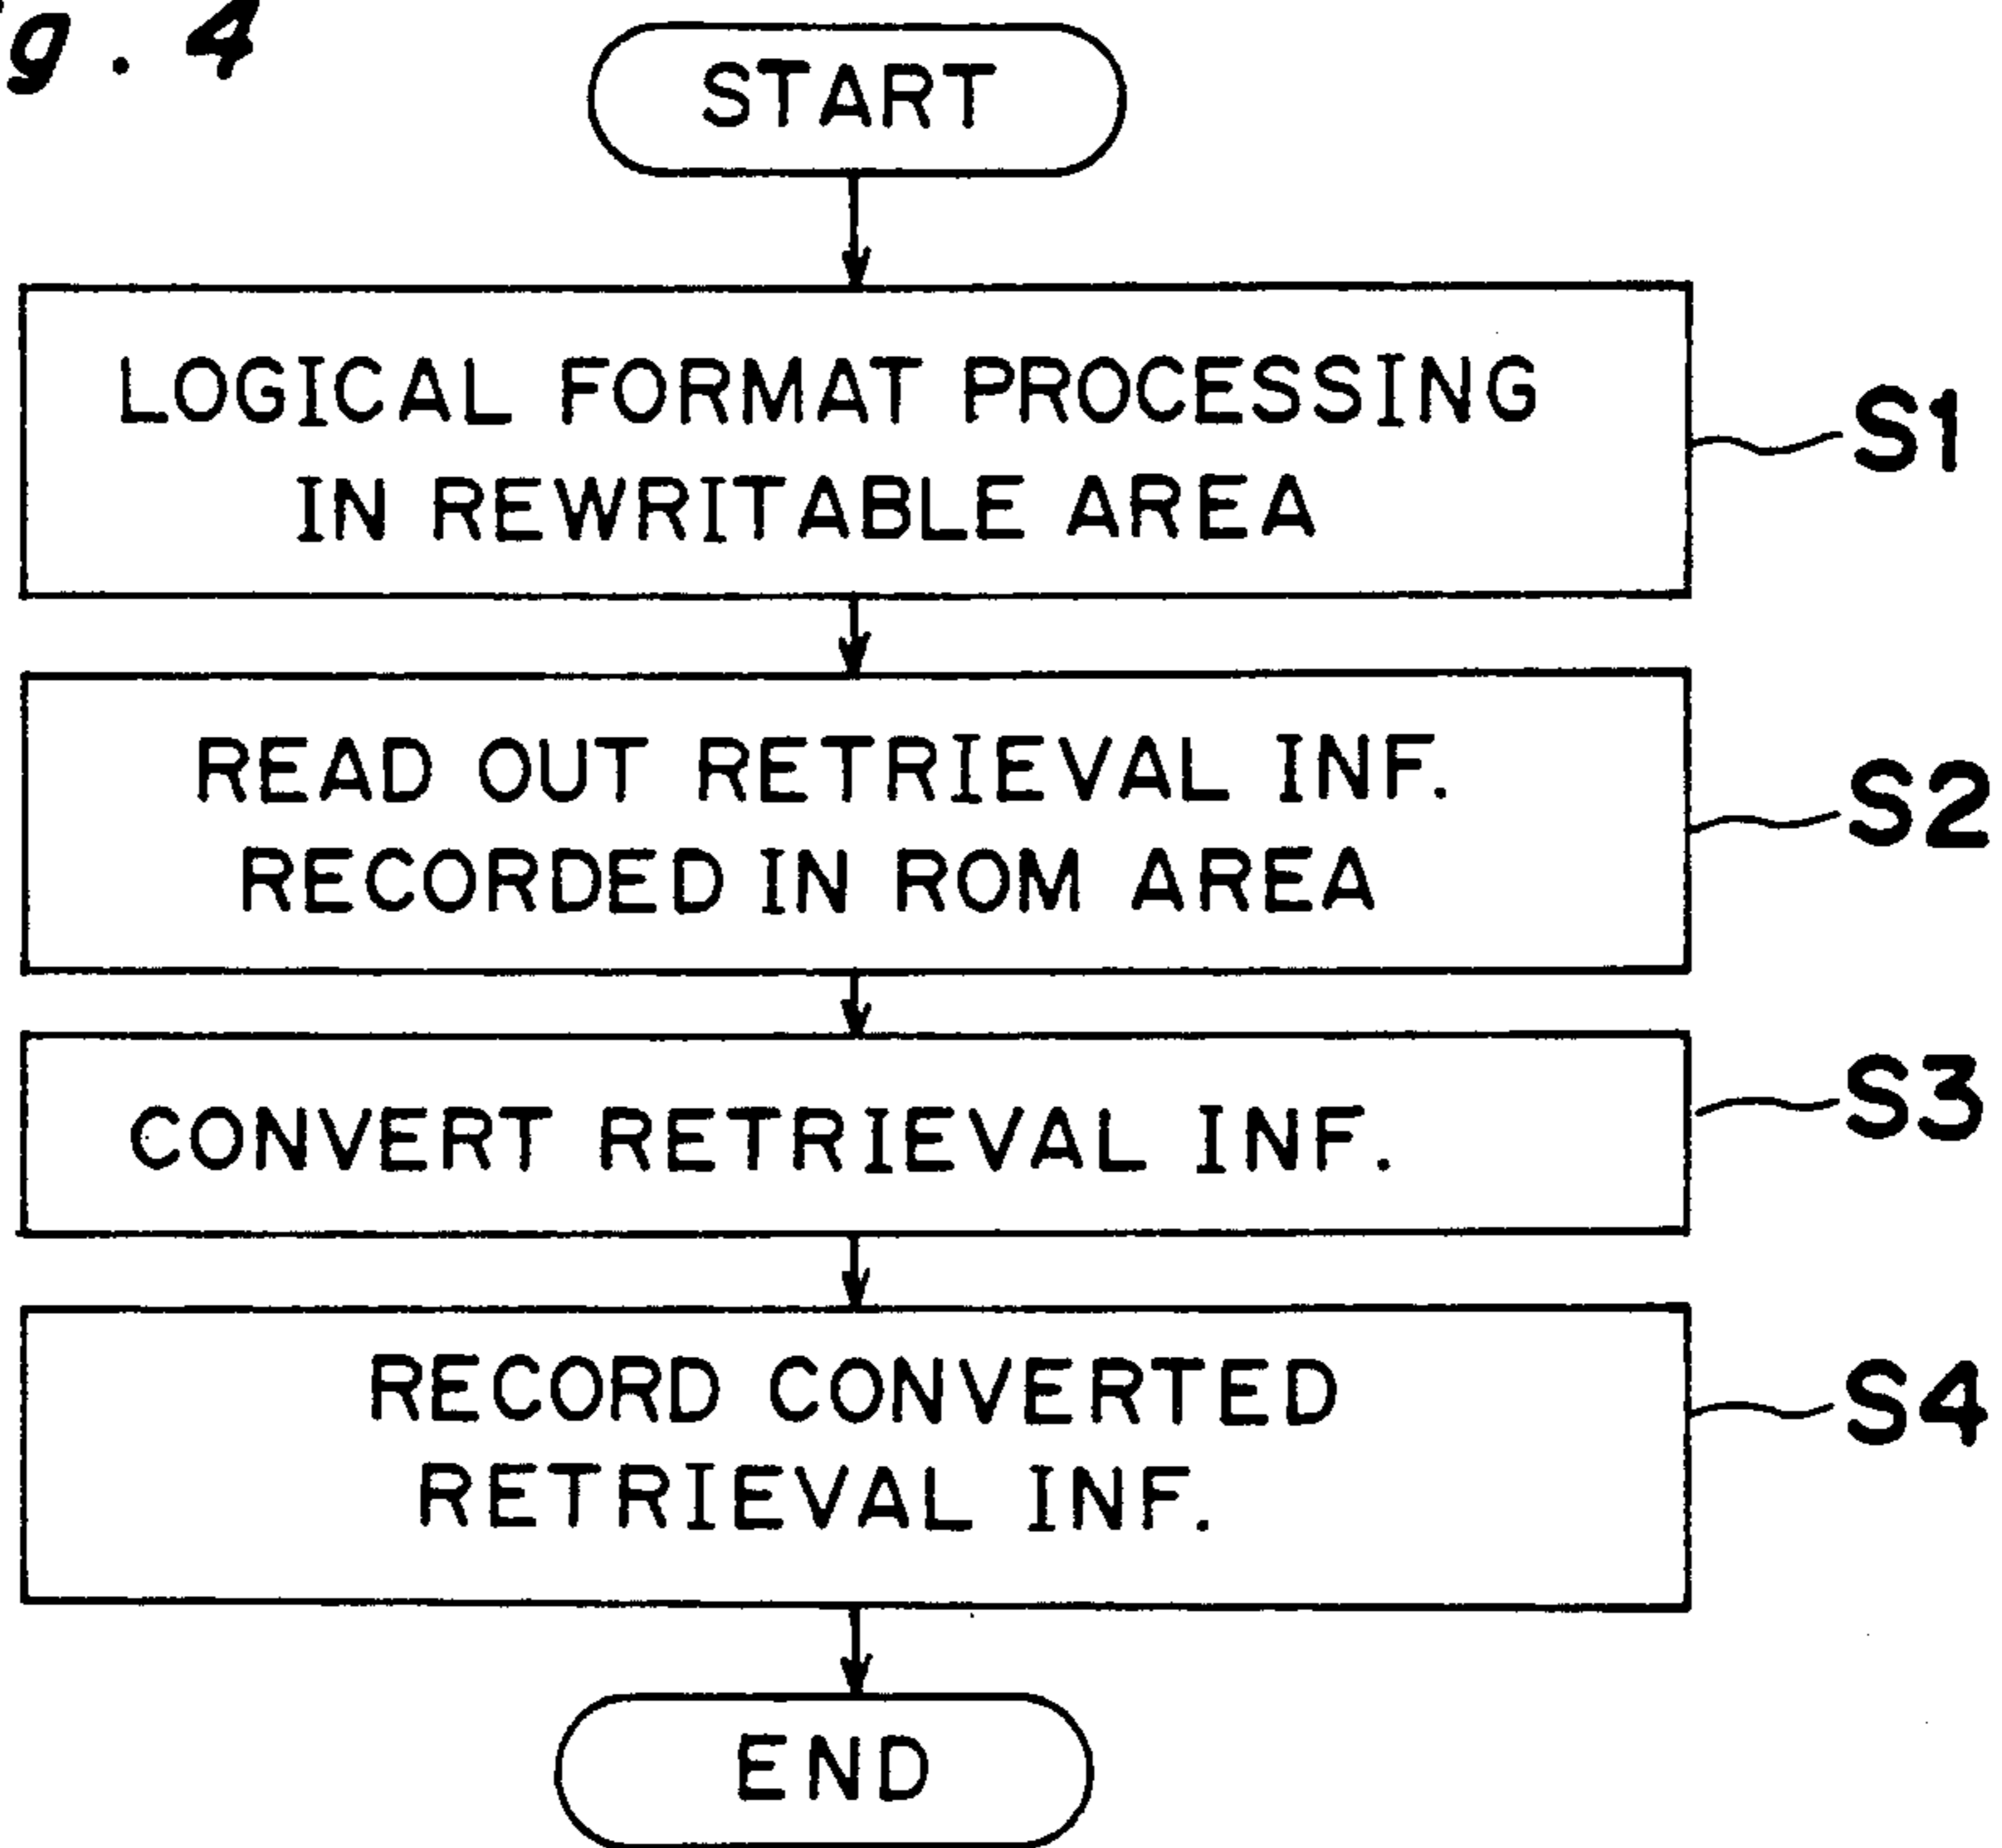 g. 4
START
LOGICAL FORMAT PROCESSING
IN REWRITABLE AREA
S1
READ OUT RETRIEVAL INF.
RECORDED IN ROM AREA
S2
CONVERT RETRIEVAL INF.
S3
RECORD CONVERTED
RETRIEVAL INF.
S4
END